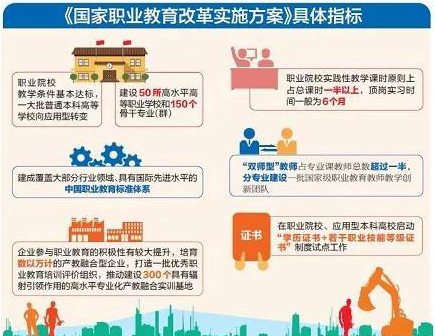 《国家职业教育改革实施方案》具体指标
职业院校
教学条件基本达标，
一大批普通本科高等
学校向应用型转变
建设50所高水平高
等职业学校和150个
骨干专业(群)
职业院校实践性教学课时原则上
占总课时一半以上，顶岗实习时
间一般为6个月
建成覆盖大部分行业领域、具有国际先进水平的
中国职业教育标准体系
“双师型”教师占专业课教师总数超过一半，
分专业建设一批国家级职业教育教师教学创
新团队
企业参与职业教育的积极性有较大提升，培育
数以万计的产教融合型企业，打造一批优秀职
业教育培训评价组织，推动建设300个具有辐
射引领作用的高水平专业化产教融合实训基地
证书
在职业院校、应用型本科高校启动
“学历证书+若干职业技能等级证
书”制度试点工作